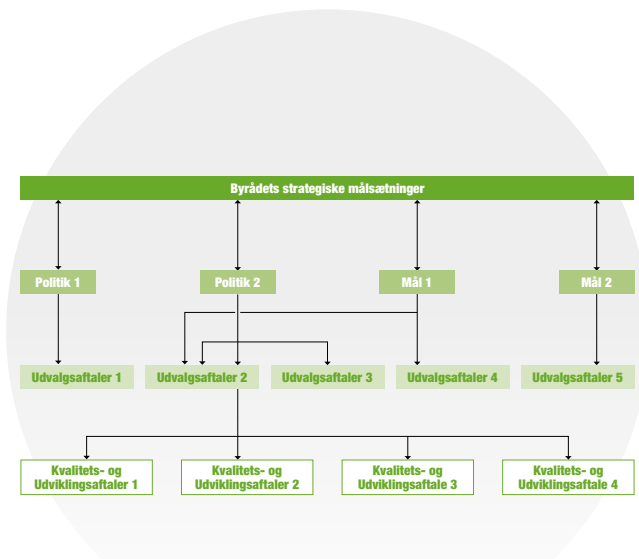 Byrådets strategiske målsætninger
Politik 1
Politik 2
Mål 1
Mål 2
Udvalgsaftaler 1
Udvalgsaftaler 2
Udvalgsaftaler 3
Udvalgsaftaler 4
Udvalgsaftaler 5
Kvalitets- og
Udviklingsaftaler 1
Kvalitets- og
Udviklingsaftaler 2
Kvalitets- og
Udviklingsaftale 3
Kvalitets- og
Udviklingsaftale 4